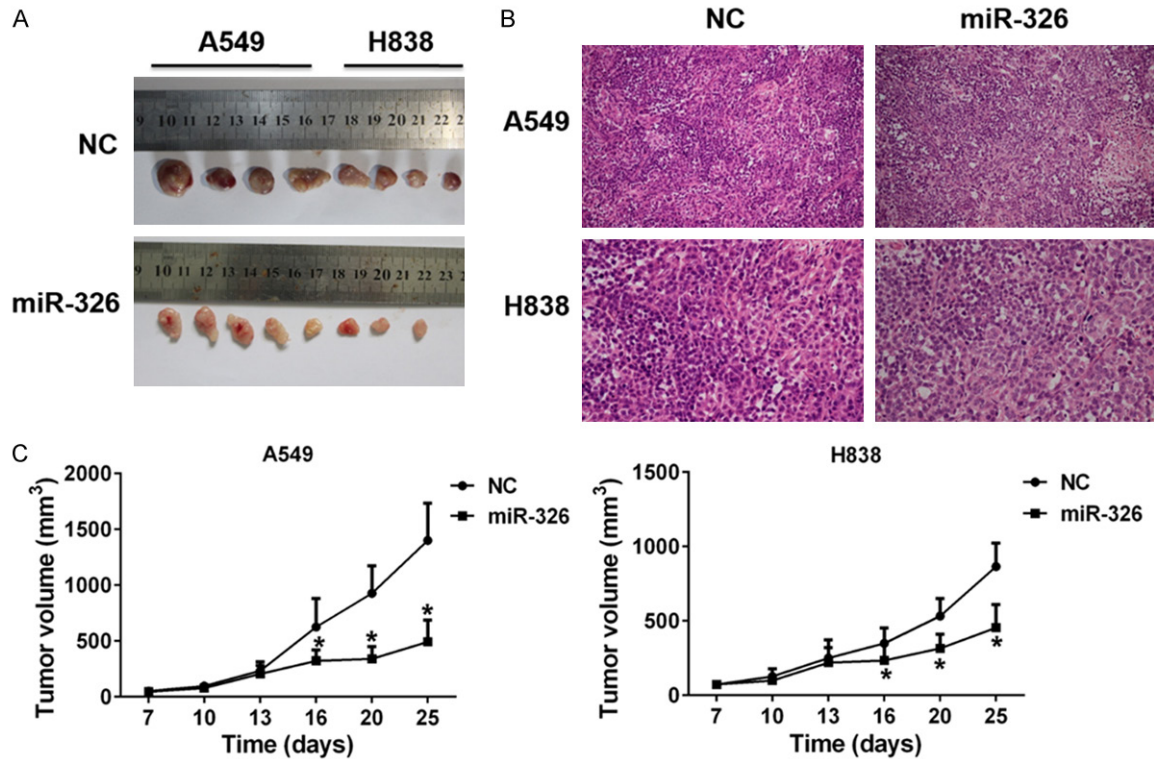 A
A549 H838
NC
9 10 11 12 13 14 15 16 17 18 19 20 21 22 2
miR-326
9 10 11 12 13 14 15 16 17 18 19 20 21 22 23 2
B
NC miR-326
A549
H838
C
A549
Tumor volume (mm³)
2000
1500
1000
500
0
7 10 13 16 20 25
Time (days)
NC
miR-326
*
*
*
H838
Tumor volume (mm³)
1500
1000
500
0
7 10 13 16 20 25
Time (days)
NC
miR-326
*
*
*